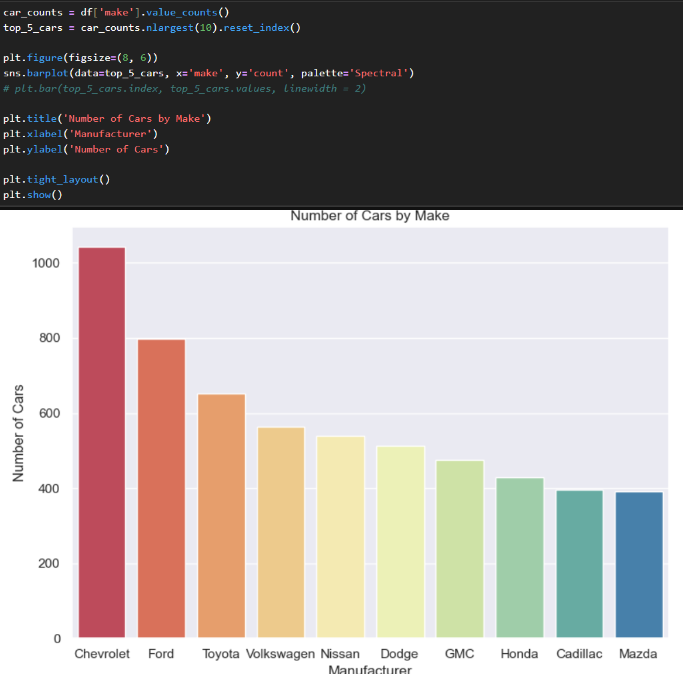 car_counts = df['make'].value_counts()
top_5_cars = car_counts.nlargest(10).reset_index()
plt.figure(figsize=(8, 6))
sns.barplot(data=top_5_cars, x='make', y='count', palette='Spectral')
# plt.bar(top_5_cars.index, top_5_cars.values, linewidth = 2)
plt.title('Number of Cars by Make')
plt.xlabel('Manufacturer')
plt.ylabel('Number of Cars')
plt.tight_layout()
plt.show()
Number of Cars by Make
1000
800
600
400
200
0
Number of Cars
Chevrolet Ford Toyota Volkswagen Nissan Dodge GMC Honda Cadillac Mazda
Manufacturer